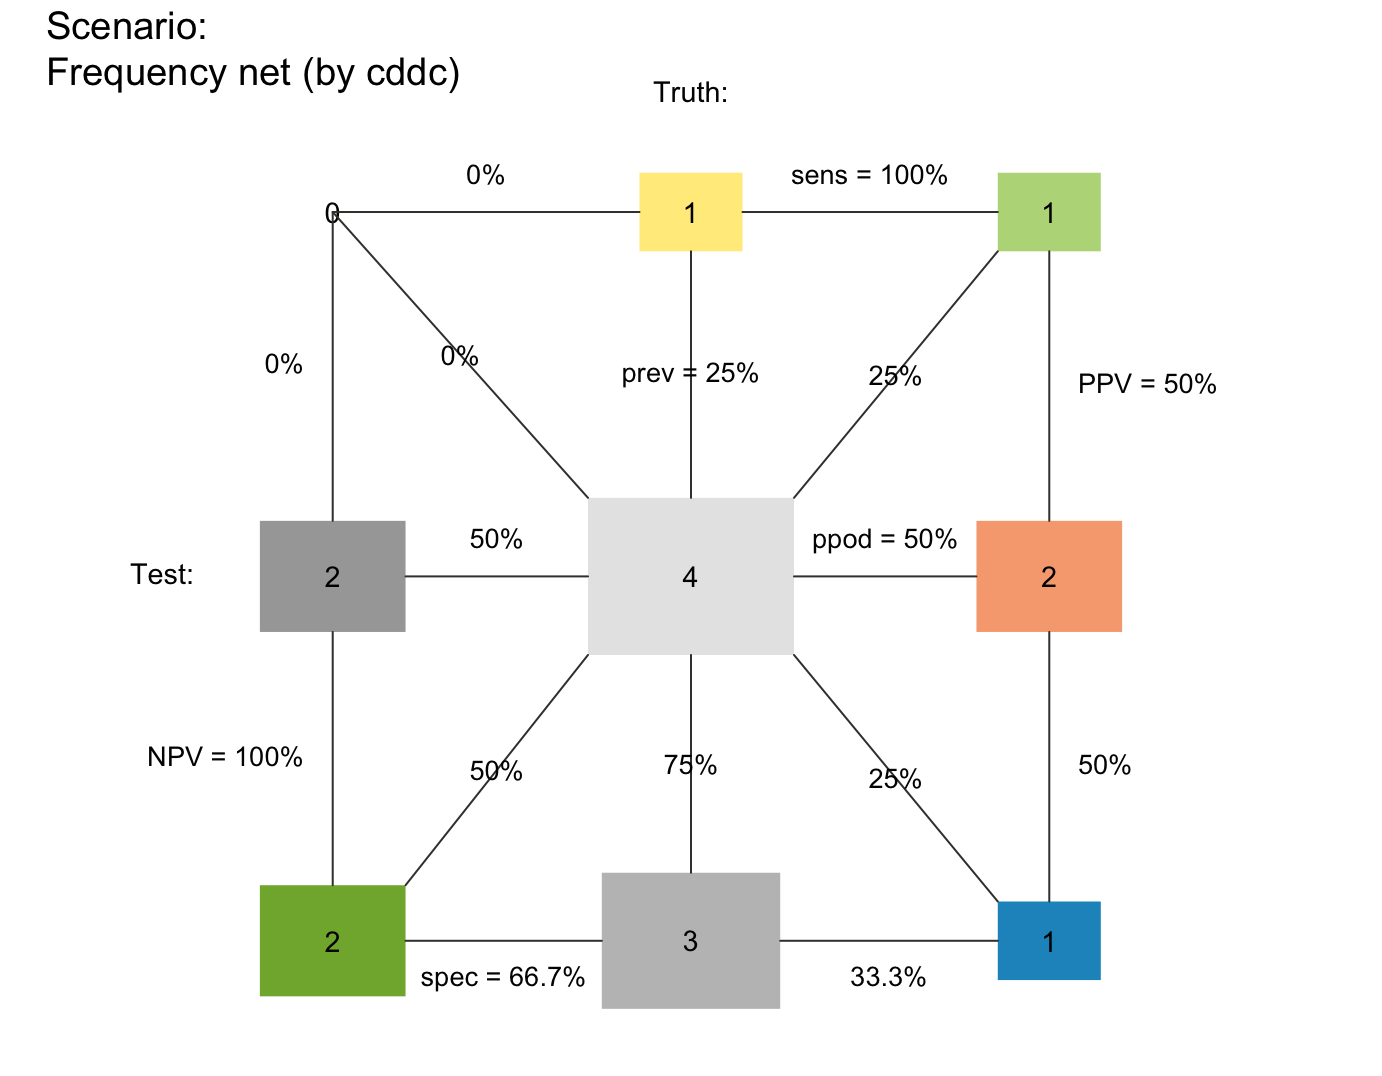 Scenario:
Frequency net (by cddc)
Truth:
0% sens = 100%
0 1 1
0% 0% prev = 25% 25% PPV = 50%
50% ppod = 50%
Test: 2 4 2
NPV = 100% 50% 75% 25% 50%
2 3 1
spec = 66.7% 33.3%